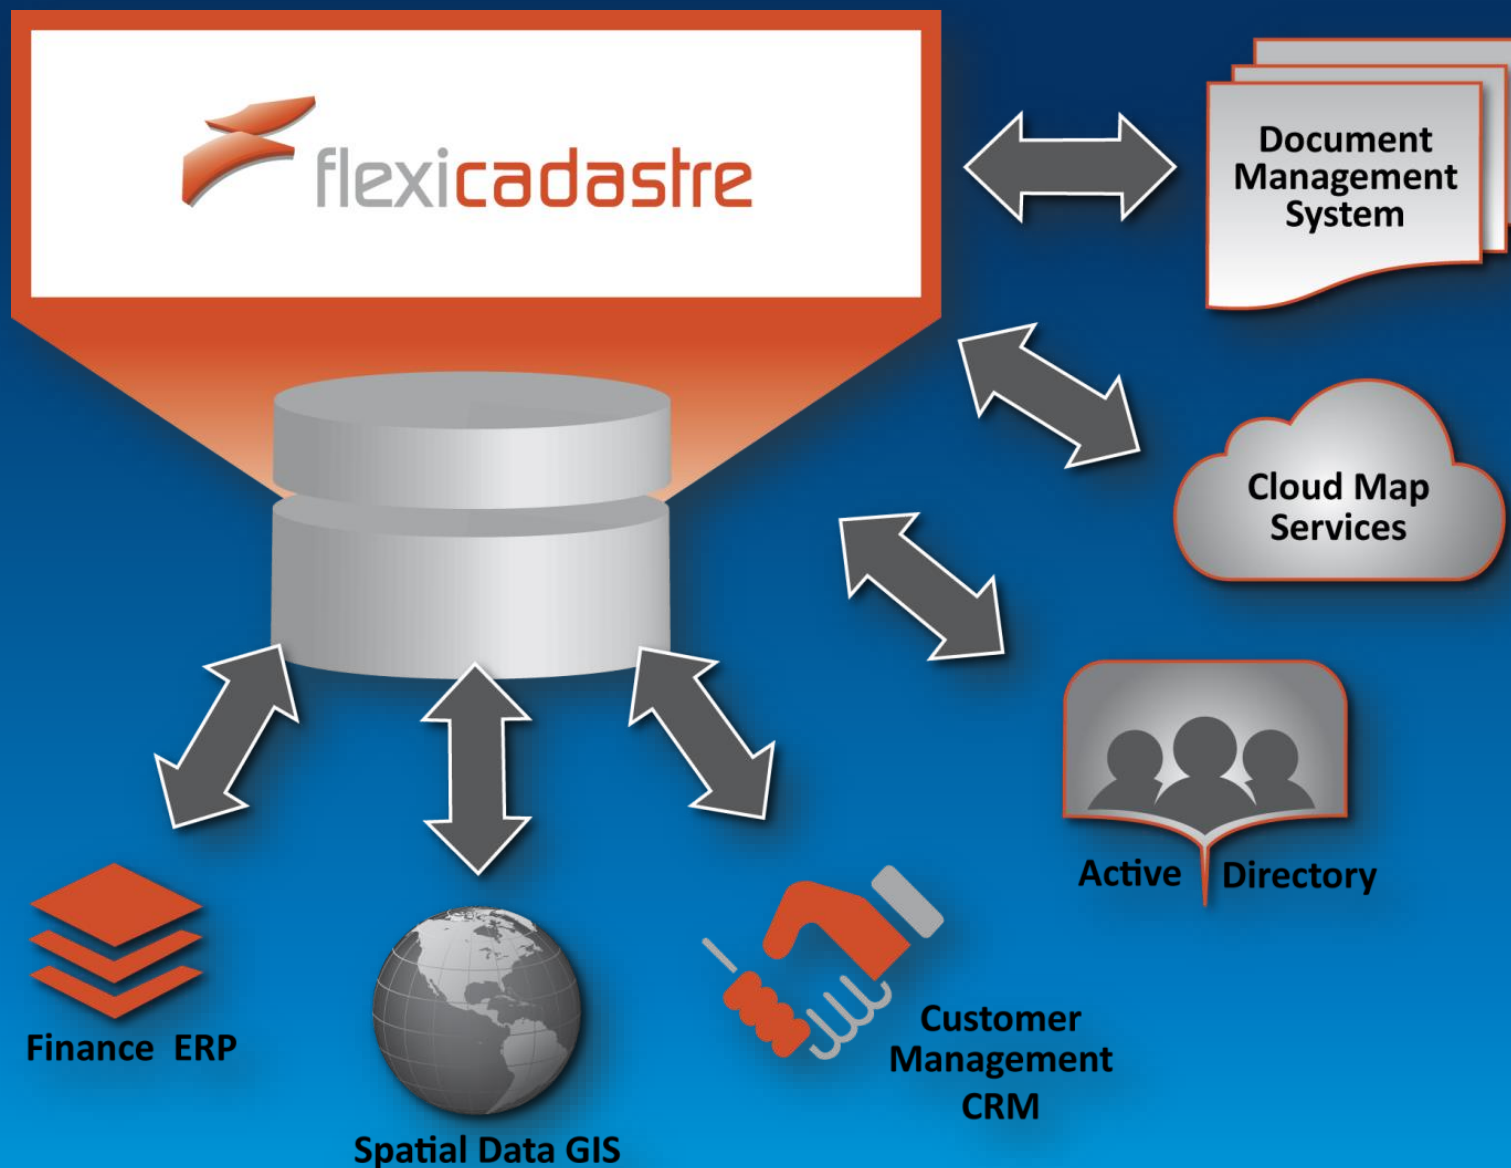 flexicadastre
Document
Management
System
Cloud Map
Services
Active Directory
Finance ERP
Spatial Data GIS
Customer
Management
CRM